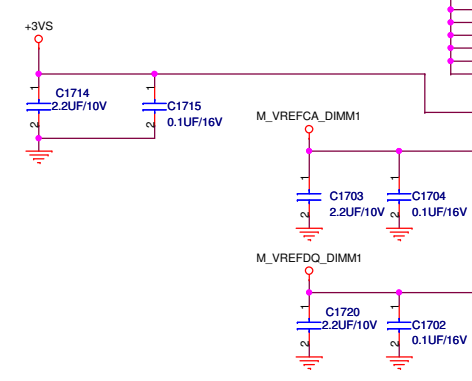 +3VS
1
C1714
2.2UF/10V
2
1
C1715
0.1UF/16V
2
M_VREFCA_DIMM1
1
C1703
2.2UF/10V
2
1
C1704
0.1UF/16V
2
M_VREFDQ_DIMM1
1
C1720
2.2UF/10V
2
1
C1702
0.1UF/16V
2